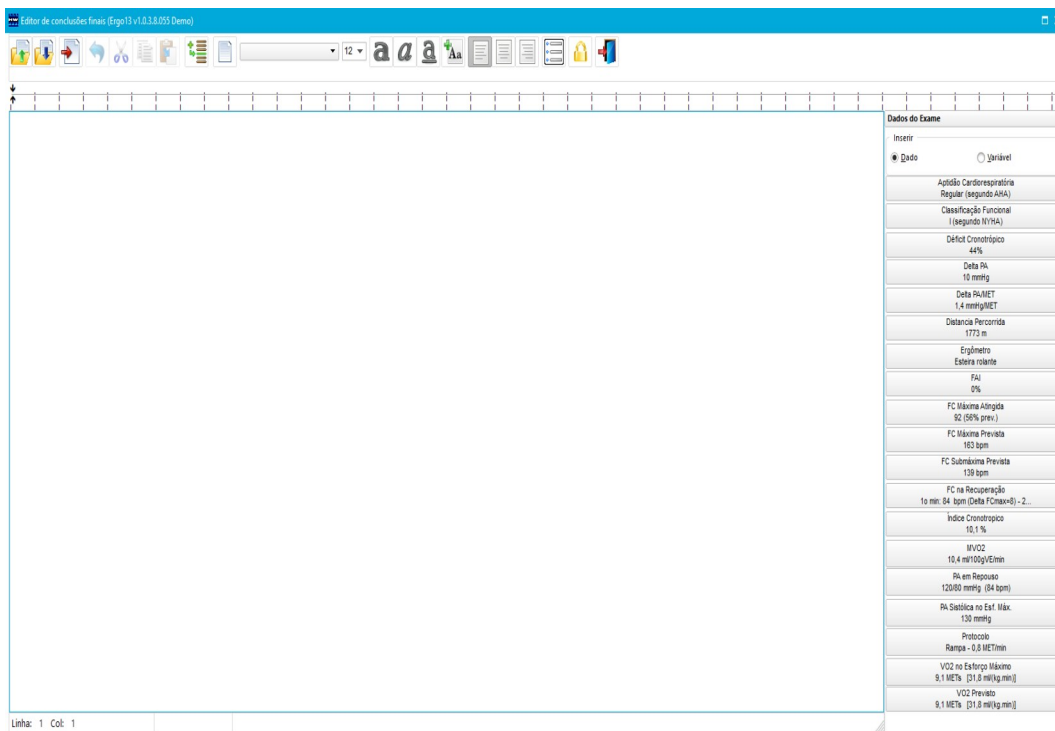 Editor de conclusões finais (Ergo13 v1.0.3.8.055 Demo)
12
a a a Aa
Dados do Exame
Inserir
Dado Variável
Aptidão Cardiorespiratória
Regular (segundo AHA)
Classificação Funcional
I (segundo NYHA)
Déficit Cronotrópico
44%
Delta PA
10 mmHg
Delta PA/MET
1,4 mmHg/MET
Distancia Percorrida
1773 m
Ergômetro
Esteira rolante
FAI
0%
FC Máxima Atingida
92 (56% prev.)
FC Máxima Prevista
163 bpm
FC Submáxima Prevista
139 bpm
FC na Recuperação
1o min: 84 bpm (Delta FCmax=8) - 2...
Índice Cronotropico
10,1 %
MVO2
10,4 ml/100gVE/min
PA em Repouso
120/80 mmHg (84 bpm)
PA Sistólica no Esf. Máx.
130 mmHg
Protocolo
Rampa - 0,8 MET/min
VO2 no Esforço Máximo
9,1 METs [31,8 ml/(kg.min)]
VO2 Previsto
9,1 METs [31,8 ml/(kg.min)]
Linha: 1 Col: 1